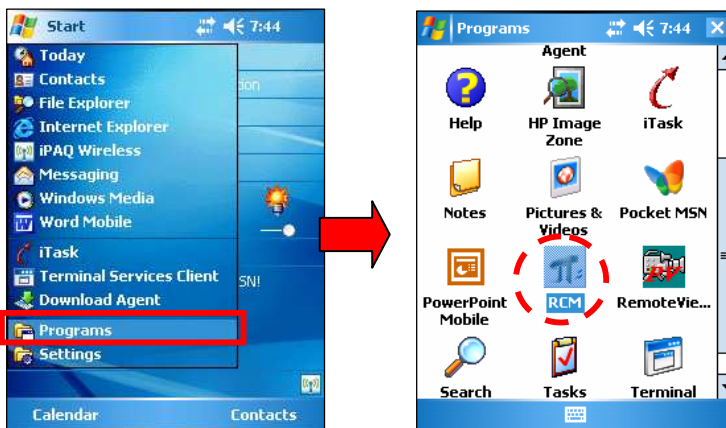 Start 7:44
Today
Contacts
File Explorer
Internet Explorer
iPAQ Wireless
Messaging
Windows Media
Word Mobile
iTask
Terminal Services Client
Download Agent
Programs
Settings
tion
SN!
Calendar Contacts
Programs 7:44
Agent
Help HP Image Zone iTask
Notes Pictures & Videos Pocket MSN
PowerPoint Mobile RCM RemoteVie...
Search Tasks Terminal